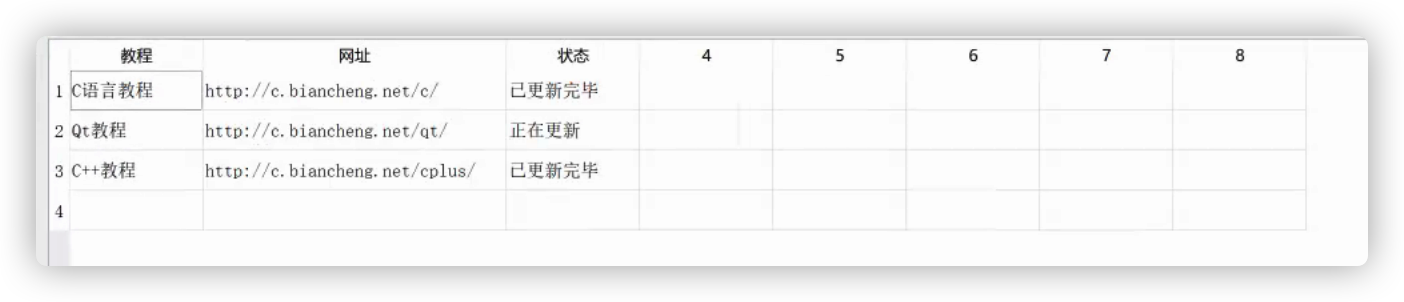 教程 网址 状态 4 5 6 7 8
1 C语言教程 http://c.biancheng.net/c/ 已更新完毕
2 Qt教程 http://c.biancheng.net/qt/ 正在更新
3 C++教程 http://c.biancheng.net/cplus/ 已更新完毕
4